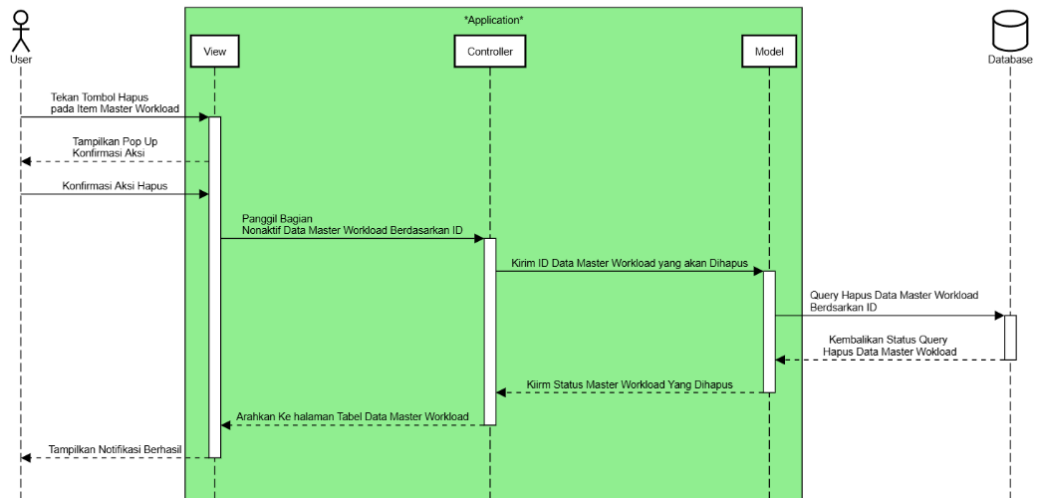 *Application*
User
View
Controller
Model
Database
Tekan Tombol Hapus
pada Item Master Workload
Tampilkan Pop Up
Konfirmasi Aksi
Konfirmasi Aksi Hapus
Panggil Bagian
Nonaktif Data Master Workload Berdasarkan ID
Kirim ID Data Master Workload yang akan Dihapus
Query Hapus Data Master Workload
Berdsarkan ID
Kembalikan Status Query
Hapus Data Master Wokload
Kiirm Status Master Workload Yang Dihapus
Arahkan Ke halaman Tabel Data Master Workload
Tampilkan Notifikasi Berhasil